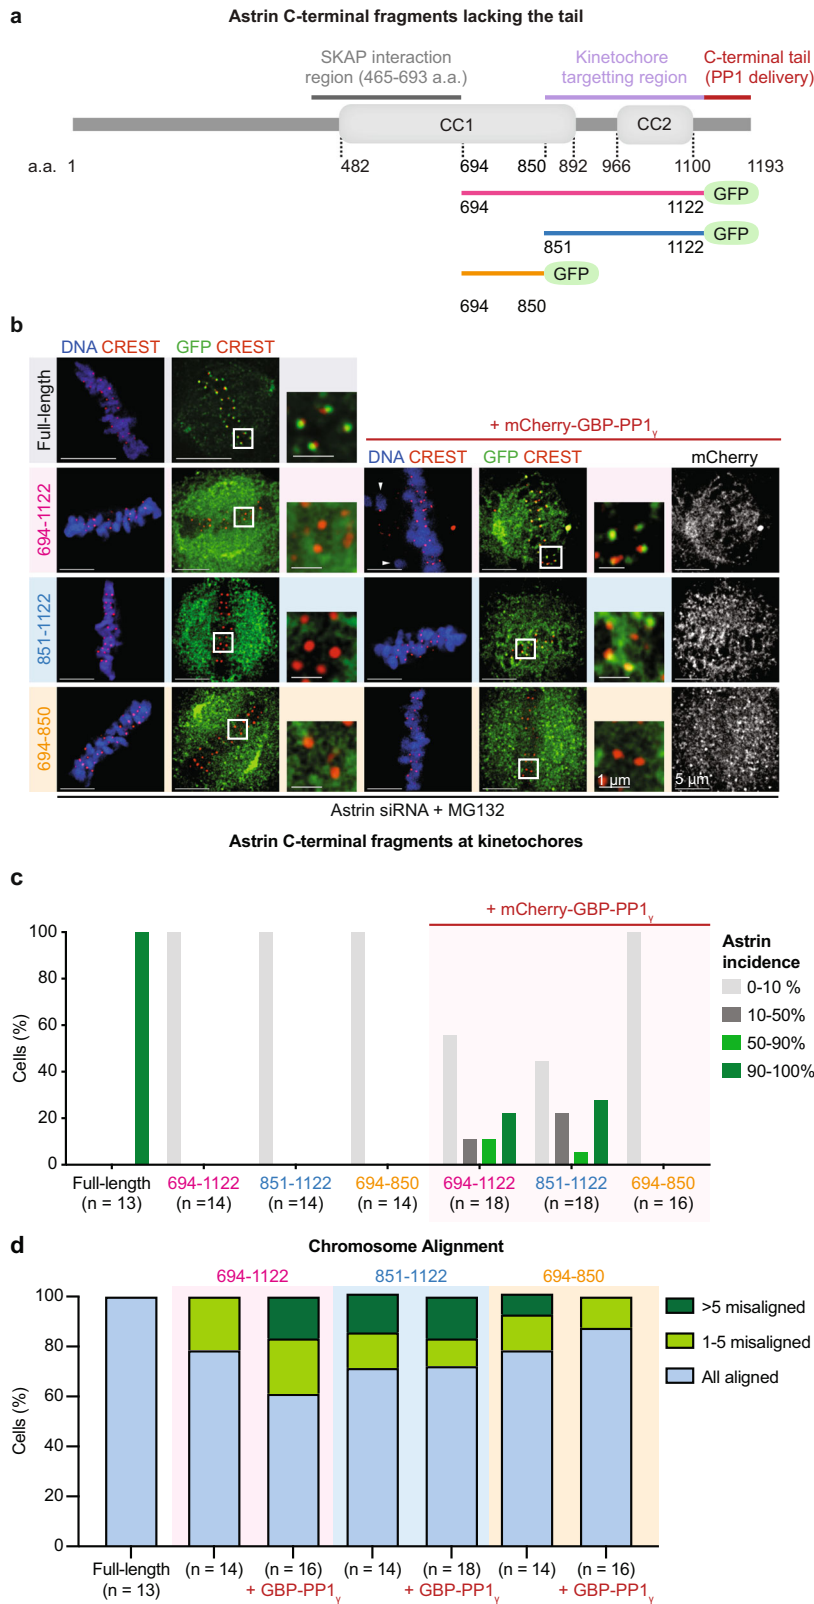 a
Astrin C-terminal fragments lacking the tail
SKAP interaction
region (465-693 a.a.)
Kinetochore
targetting region
C-terminal tail
(PP1 delivery)
CC1
CC2
a.a. 1
482
694
850
892
966
1100
1193
694
1122
GFP
851
1122
GFP
694
850
GFP
b
DNA CREST
GFP CREST
Full-length
+ mCherry-GBP-PP1γ
DNA CREST
GFP CREST
mCherry
694-1122
851-1122
694-850
1 µm
5 µm
Astrin siRNA + MG132
Astrin C-terminal fragments at kinetochores
c
+ mCherry-GBP-PP1γ
Cells (%)
100
80
60
40
20
0
Astrin
incidence
0-10 %
10-50%
50-90%
90-100%
Full-length
(n = 13)
694-1122
(n =14)
851-1122
(n =14)
694-850
(n = 14)
694-1122
(n = 18)
851-1122
(n =18)
694-850
(n = 16)
d
Chromosome Alignment
694-1122
851-1122
694-850
Cells (%)
100
80
60
40
20
0
>5 misaligned
1-5 misaligned
All aligned
Full-length
(n = 13)
(n = 14)
(n = 16)
+ GBP-PP1γ
(n = 14)
(n = 18)
+ GBP-PP1γ
(n = 14)
(n = 16)
+ GBP-PP1γ